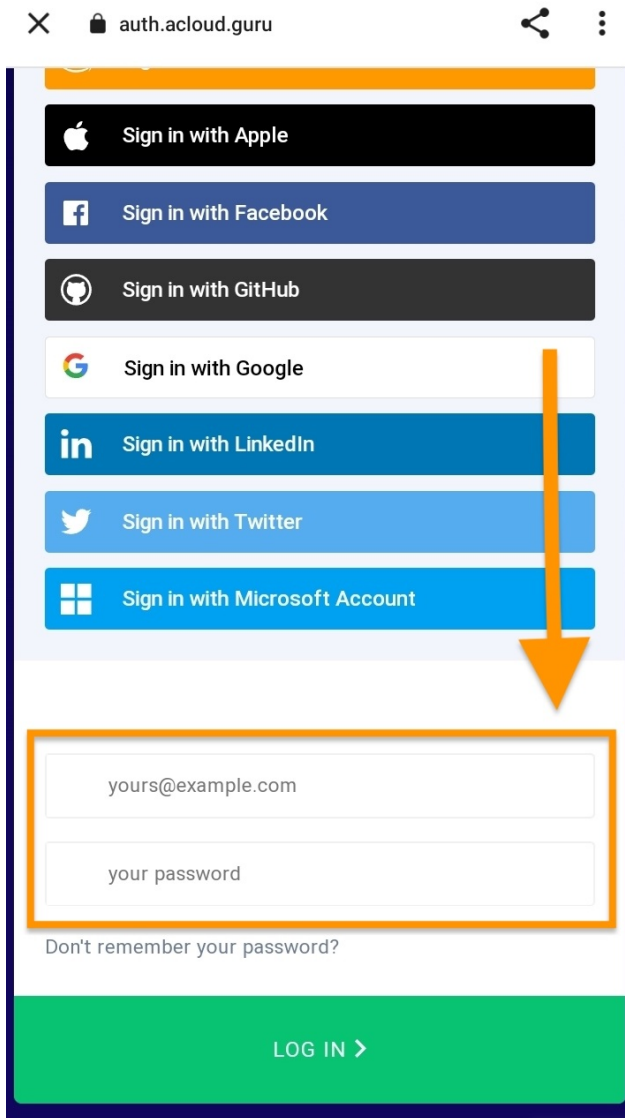 auth.acloud.guru
Sign in with Apple
Sign in with Facebook
Sign in with GitHub
Sign in with Google
Sign in with LinkedIn
Sign in with Twitter
Sign in with Microsoft Account
yours@example.com
your password
Don't remember your password?
LOG IN